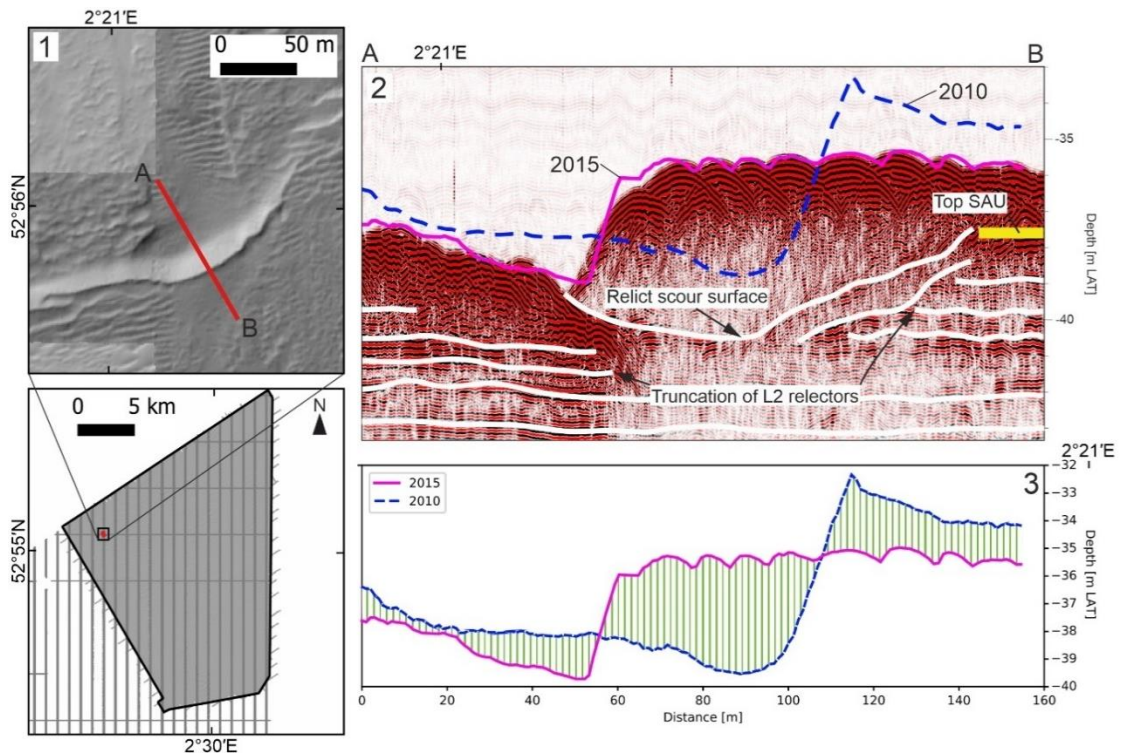 2°21′E
1
0 50 m
A
B
52°56′N
0 5 km
N
52°55′N
2°30′E
A 2°21′E B
2
2010
-35
2015
Top SAU
Depth [m LAT]
Relict scour surface
-40
Truncation of L2 relectors
2°21′E
2015
2010
3
−32
−33
−34
−35
−36
−37
−38
−39
−40
Depth [m LAT]
0 20 40 60 80 100 120 140 160
Distance [m]